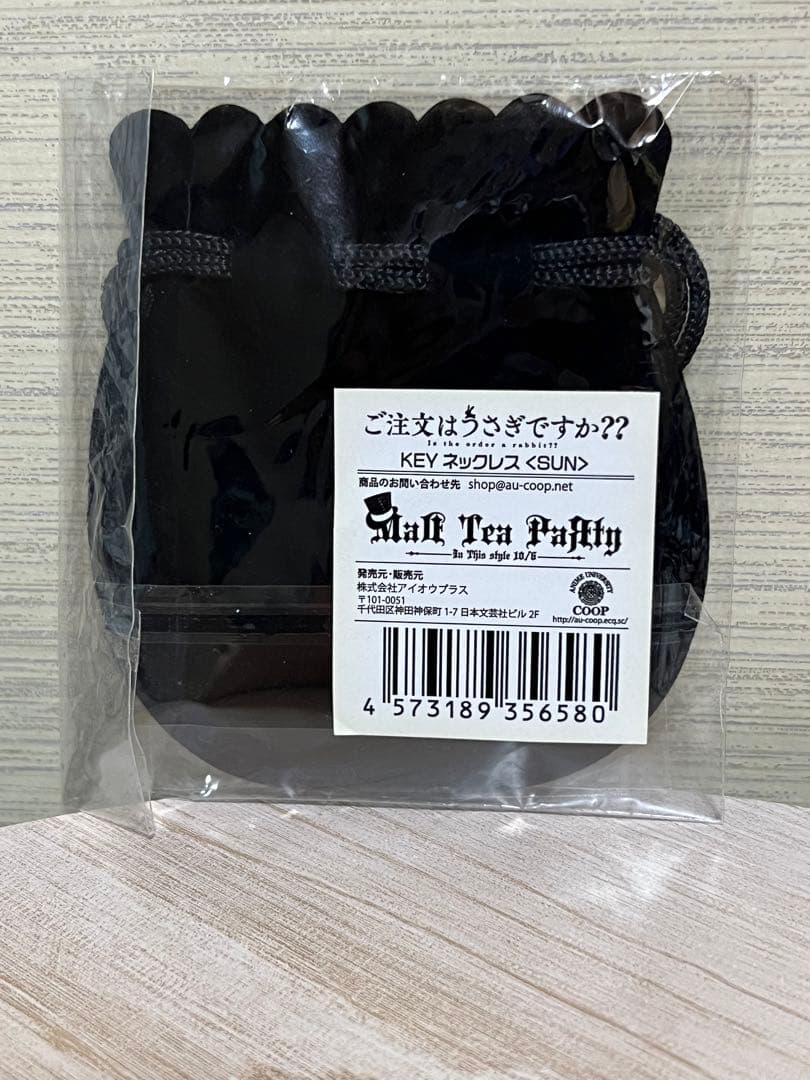 ご注文はうさぎですか??
Is the order a rabbit??
KEY ネックレス〈SUN〉
商品のお問い合わせ先 shop@au-coop.net
Mad Tea Party
In This style 10/6
発売元・販売元
株式会社アイオウプラス
〒101-0051
千代田区神田神保町 1-7 日本文芸社ビル 2F
ANIME UNIVERSITY
COOP
http://au-coop.ecq.sc/
4 573189 356580